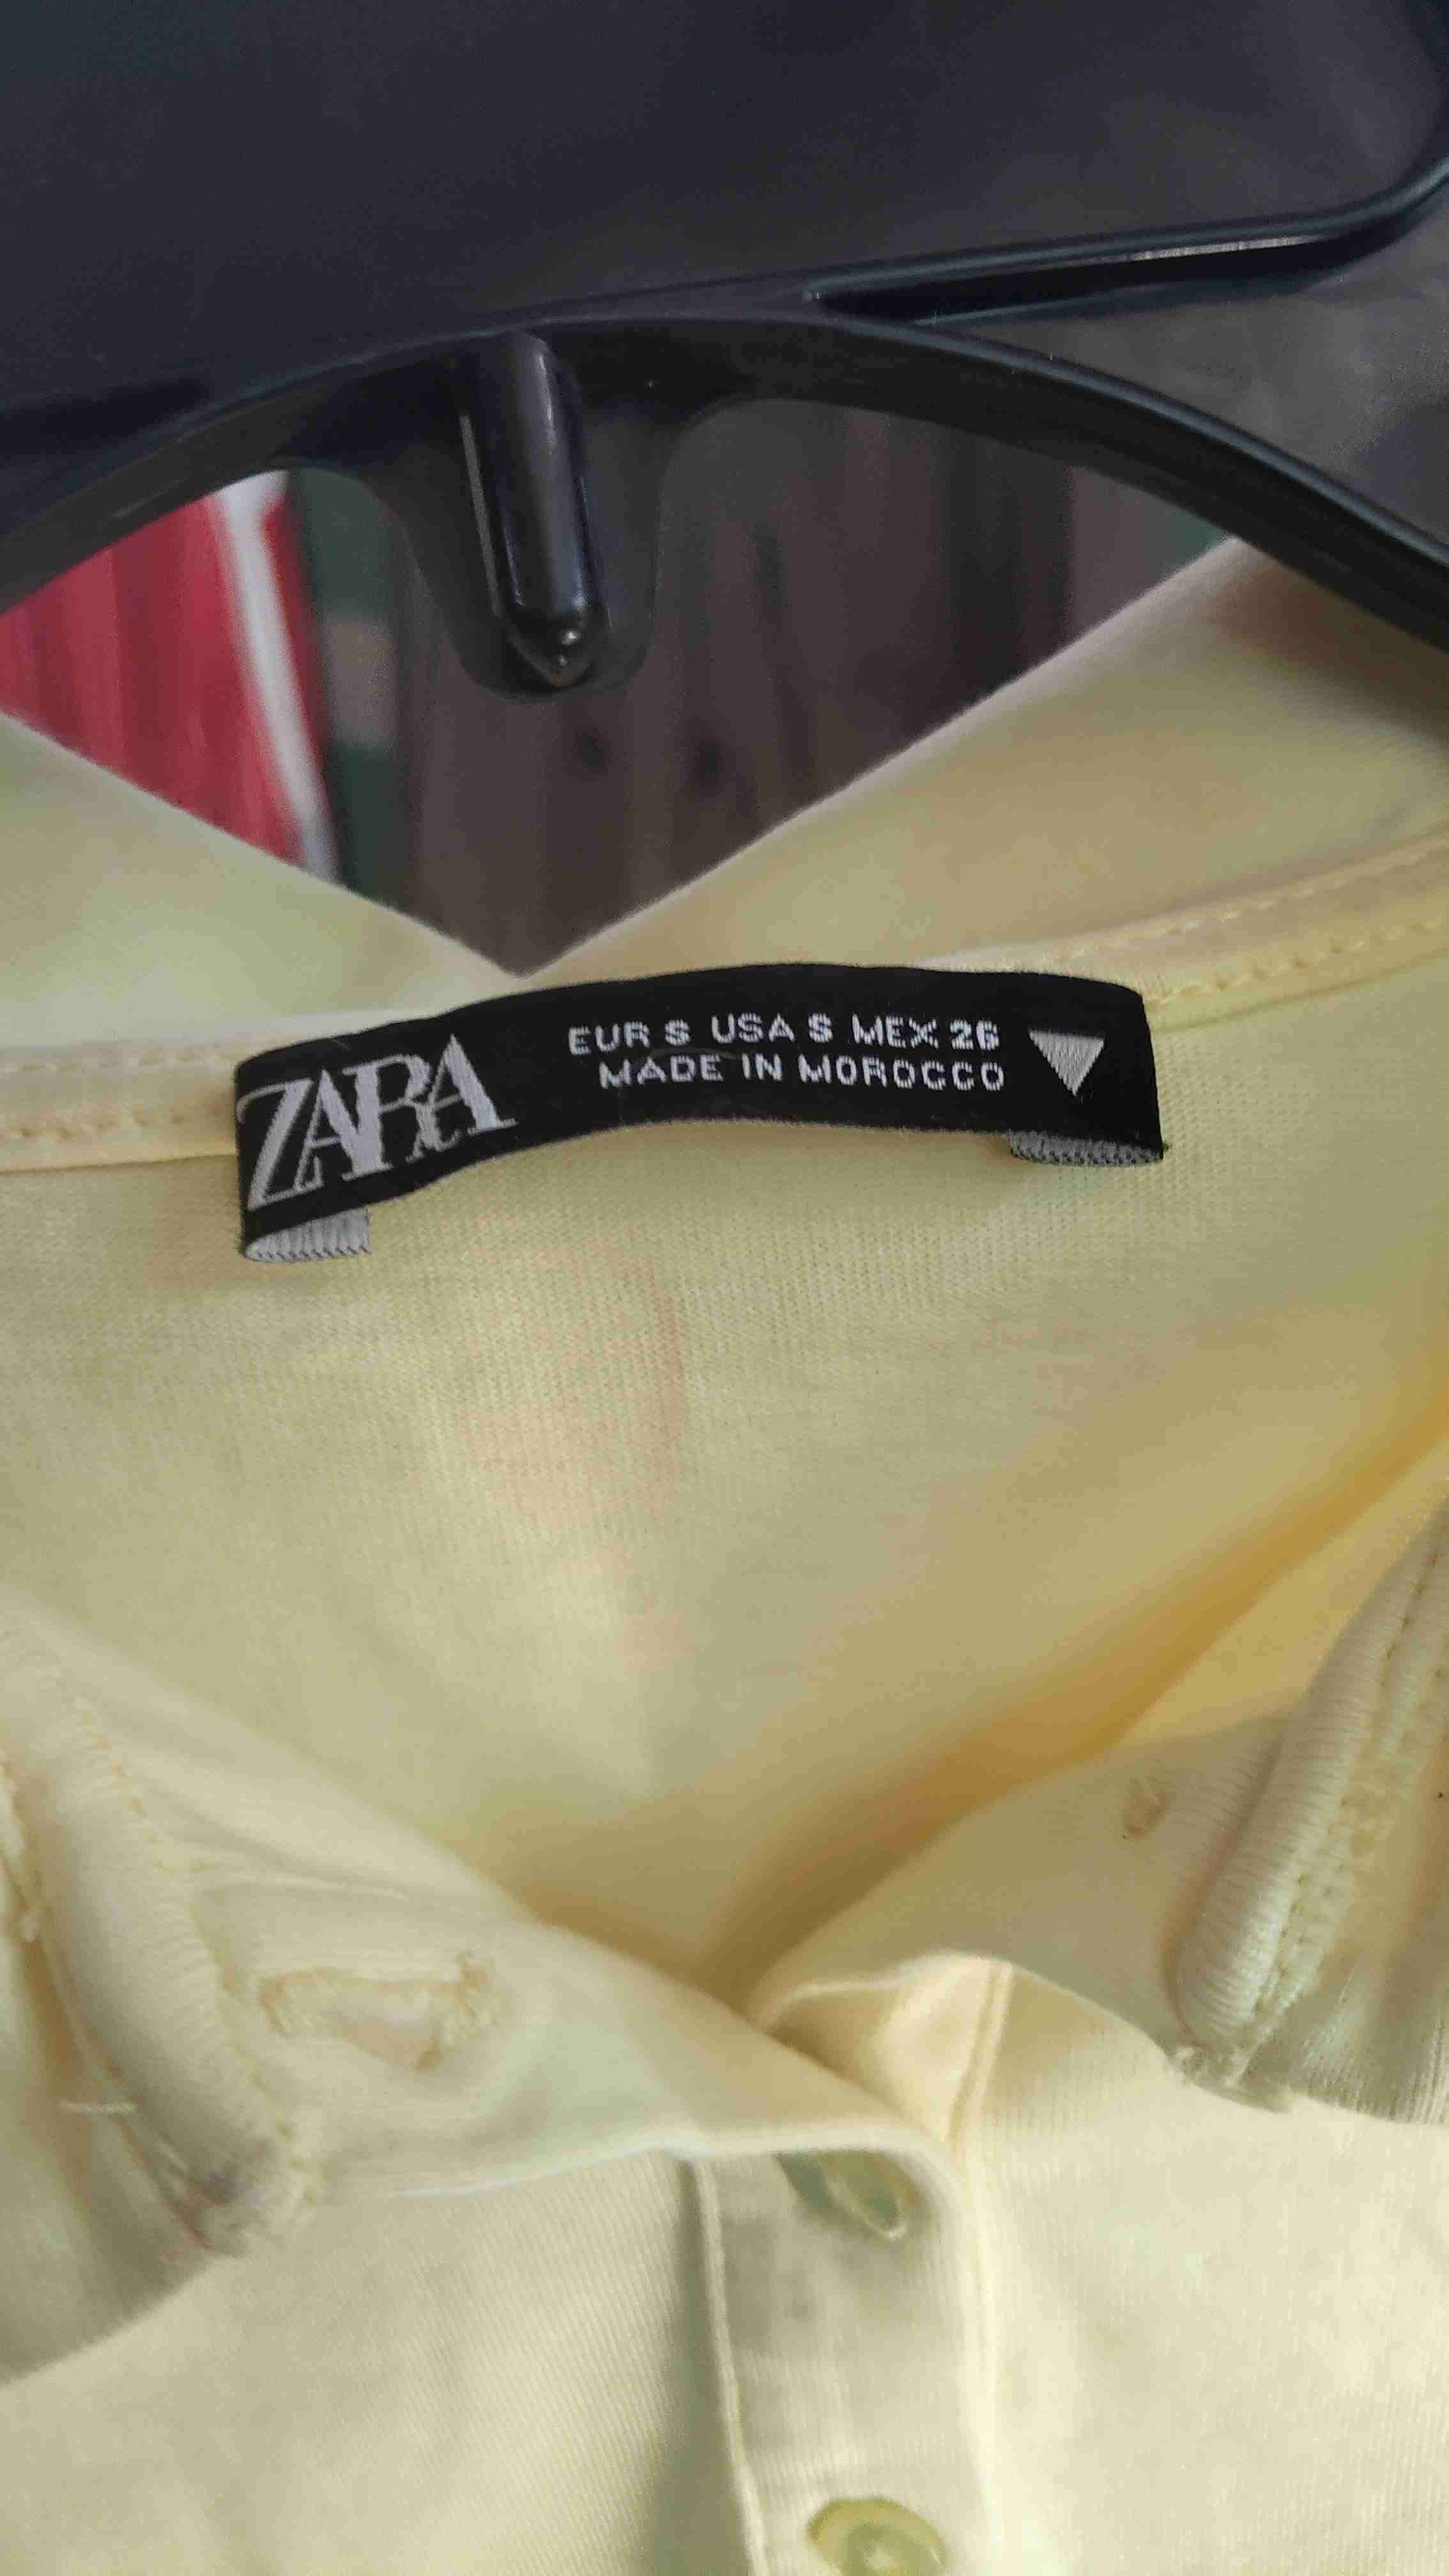 ZARA
EUR S USA S MEX 26
MADE IN MOROCCO